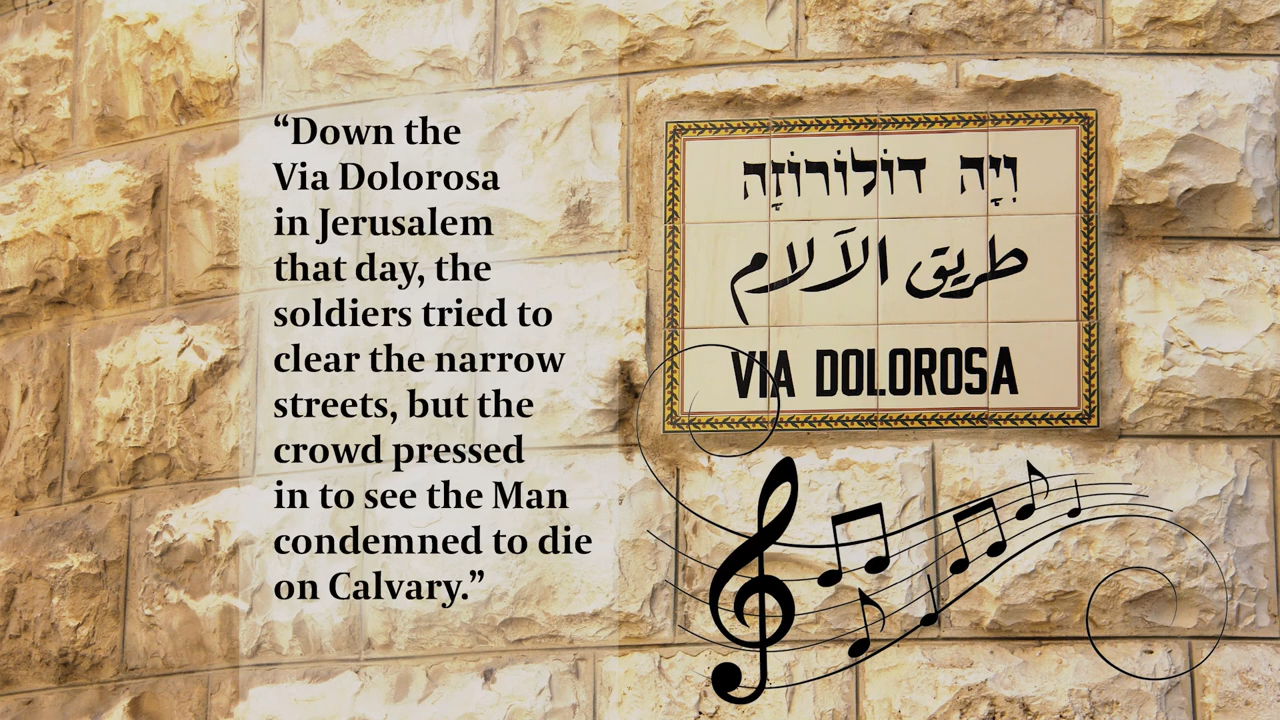 “Down the
Via Dolorosa
in Jerusalem
that day, the
soldiers tried to
clear the narrow
streets, but the
crowd pressed
in to see the Man
condemned to die
on Calvary.”
וִיָה דוֹלוֹרוֹזָה
طريق الآلام
VIA DOLOROSA